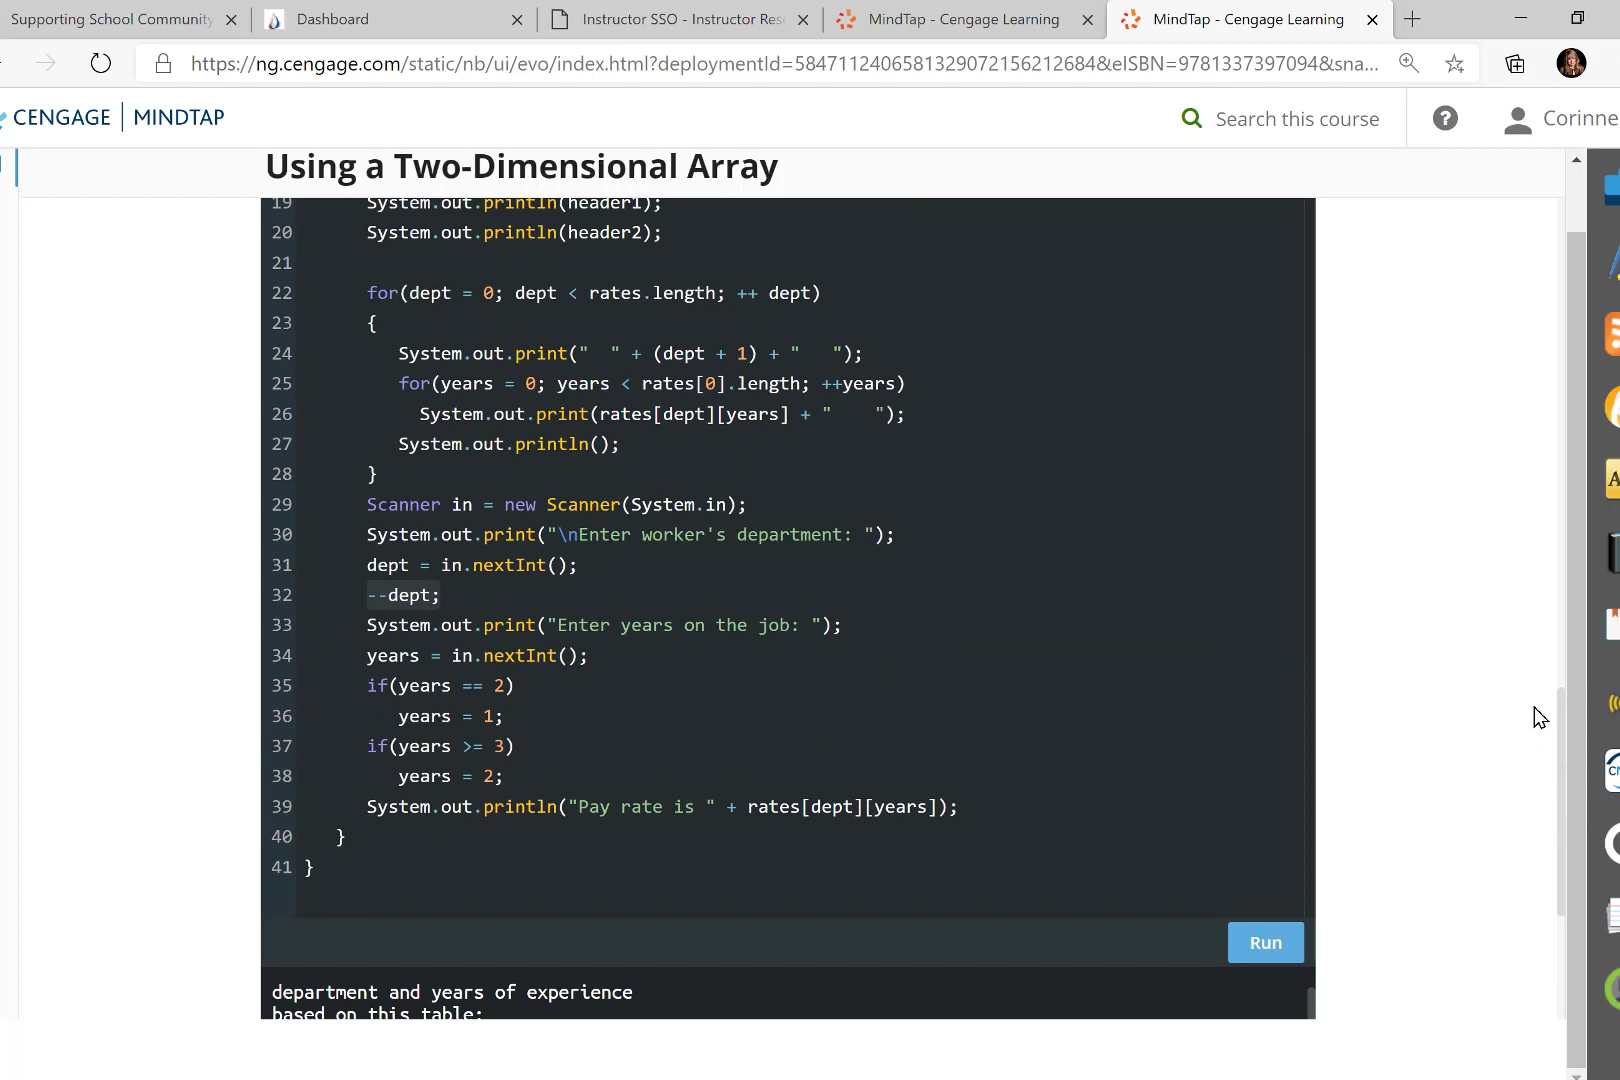 Supporting School Community
Dashboard
Instructor SSO - Instructor Res
MindTap - Cengage Learning
MindTap - Cengage Learning
https://ng.cengage.com/static/nb/ui/evo/index.html?deploymentId=5847112406581329072156212684&eISBN=9781337397094&sna...
CENGAGE | MINDTAP
Search this course
Corinne
Using a Two-Dimensional Array
19 System.out.println(header1);
20 System.out.println(header2);
21
22 for(dept = 0; dept < rates.length; ++ dept)
23 {
24 System.out.print("  " + (dept + 1) + "   ");
25 for(years = 0; years < rates[0].length; ++years)
26 System.out.print(rates[dept][years] + "    ");
27 System.out.println();
28 }
29 Scanner in = new Scanner(System.in);
30 System.out.print("\nEnter worker's department: ");
31 dept = in.nextInt();
32 --dept;
33 System.out.print("Enter years on the job: ");
34 years = in.nextInt();
35 if(years == 2)
36 years = 1;
37 if(years >= 3)
38 years = 2;
39 System.out.println("Pay rate is " + rates[dept][years]);
40 }
41 }
Run
department and years of experience
based on this table: